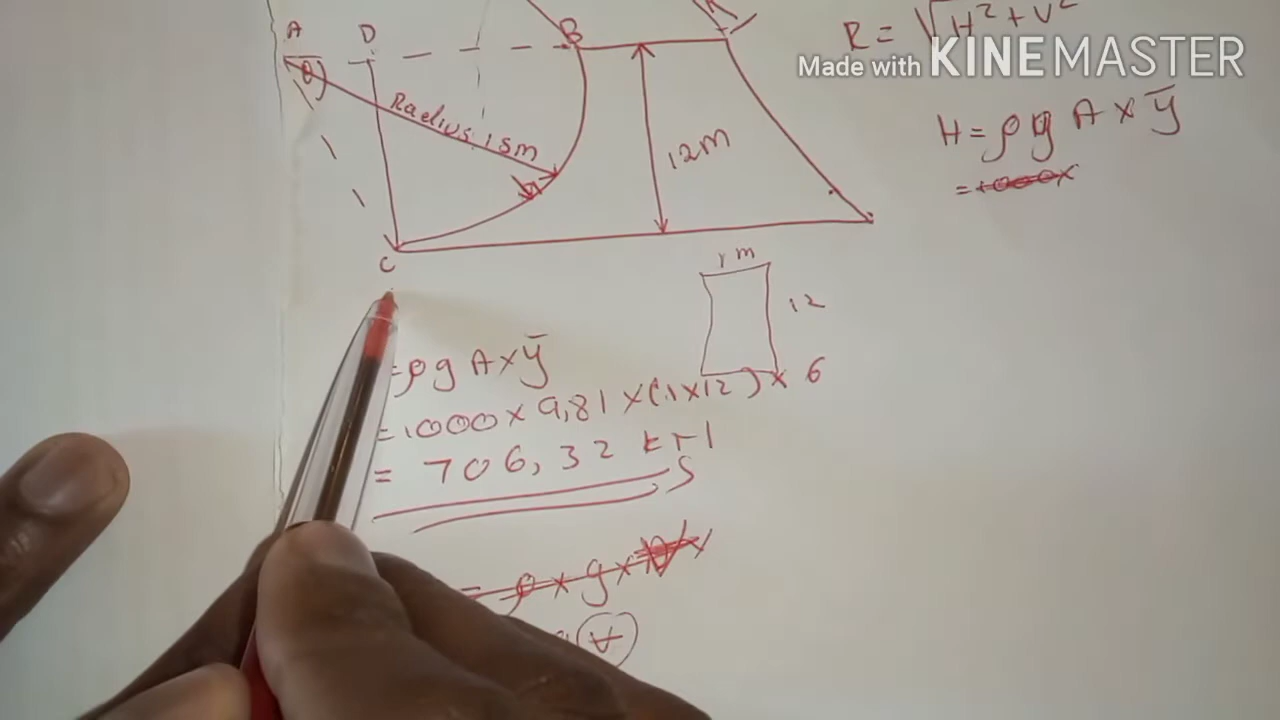 R = √H² + V²
Made with KINEMASTER
A D B
θ
Radius 15m
12m
H = ρg A × ȳ
= 1000×
C
1m
12
= ρg A × ȳ
= 1000 × 9,81 × (1×12) × 6
= 706,32 kN
= ρ × g ×
V